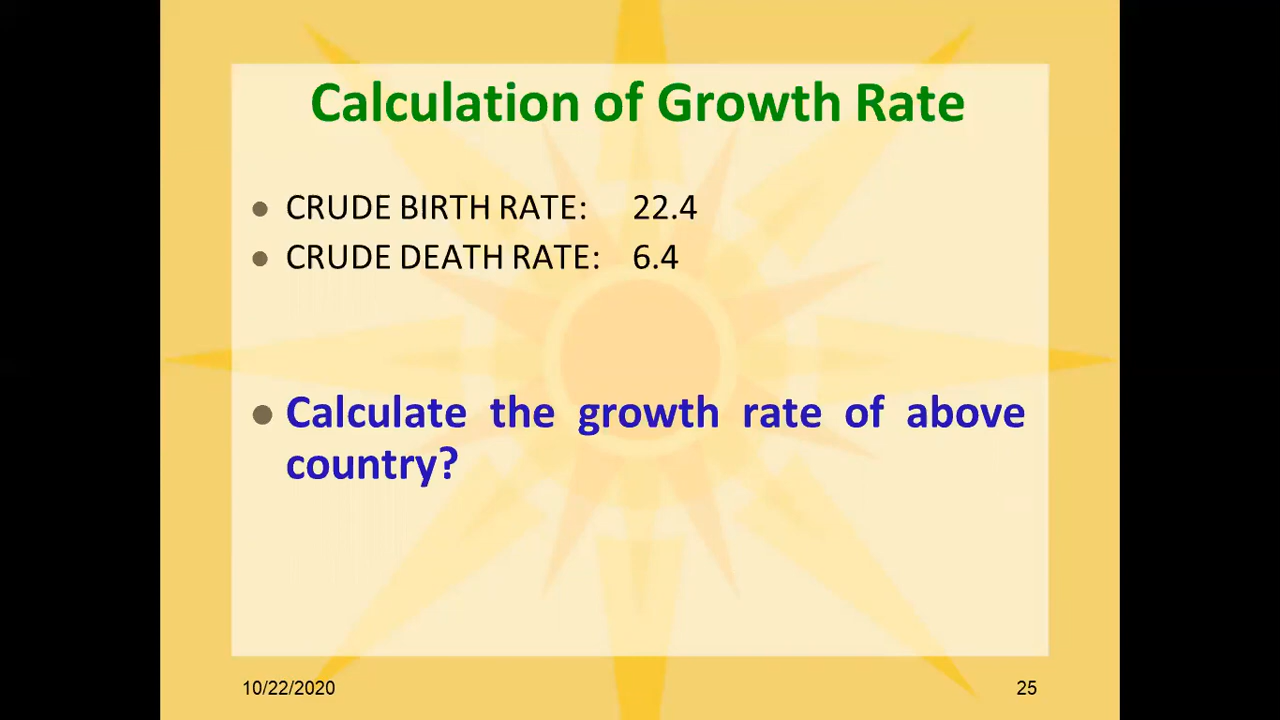 Calculation of Growth Rate
CRUDE BIRTH RATE: 22.4
CRUDE DEATH RATE: 6.4
Calculate the growth rate of above
country?
10/22/2020
25